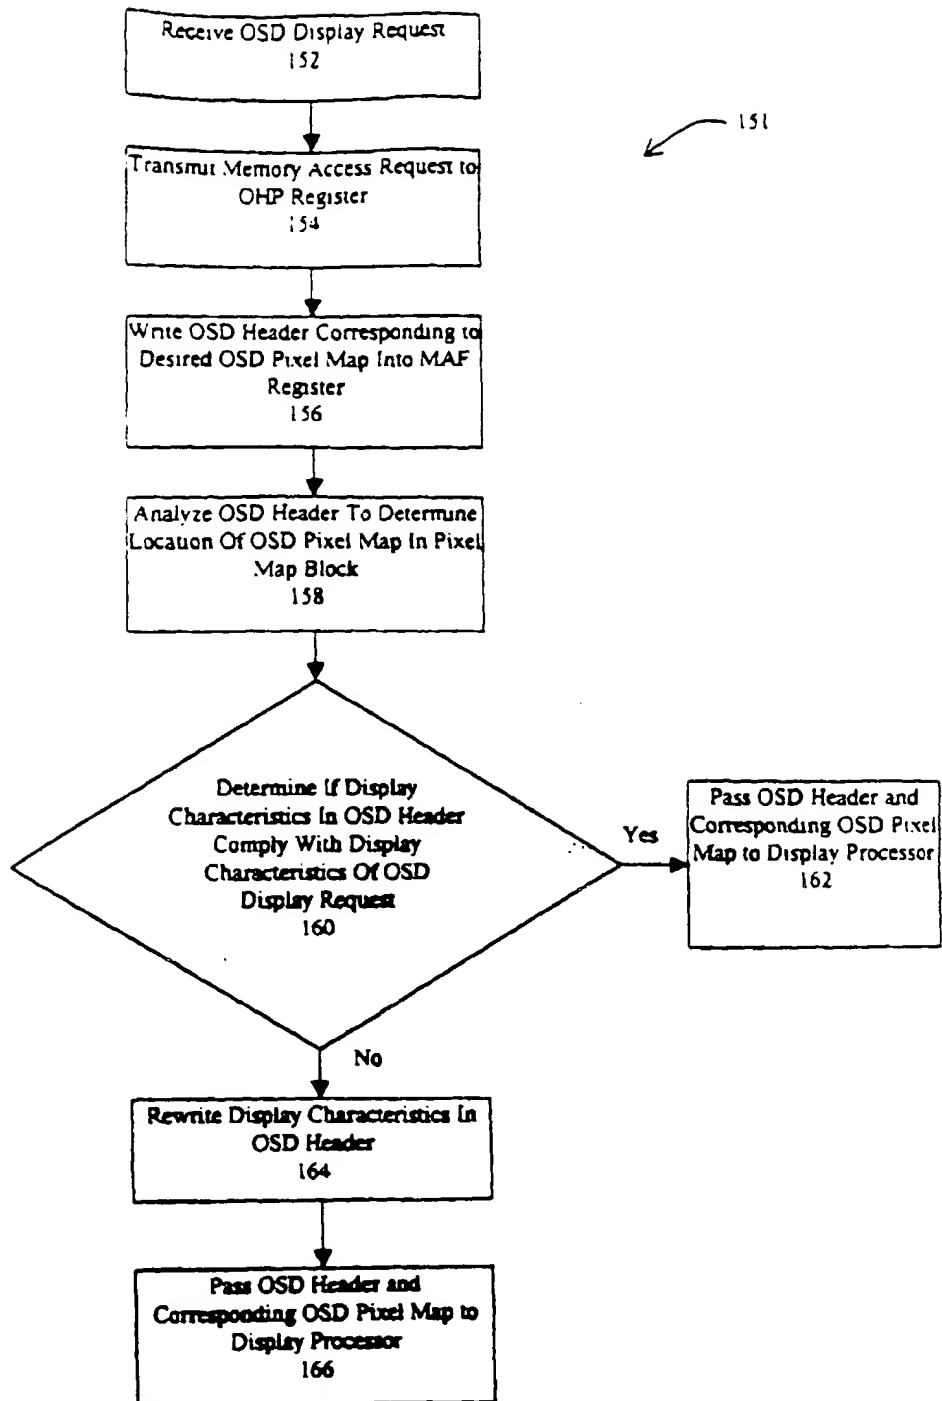 Receive OSD Display Request
152
151
Transmit Memory Access Request to
OHP Register
154
Write OSD Header Corresponding to
Desired OSD Pixel Map Into MAF
Register
156
Analyze OSD Header To Determine
Location Of OSD Pixel Map In Pixel
Map Block
158
Determine If Display
Characteristics In OSD Header
Comply With Display
Characteristics Of OSD
Display Request
160
Yes
Pass OSD Header and
Corresponding OSD Pixel
Map to Display Processor
162
No
Rewrite Display Characteristics In
OSD Header
164
Pass OSD Header and
Corresponding OSD Pixel Map to
Display Processor
166